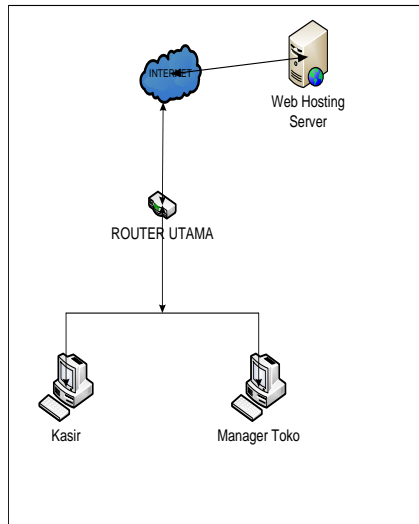 INTERNET
Web Hosting
Server
ROUTER UTAMA
Kasir
Manager Toko